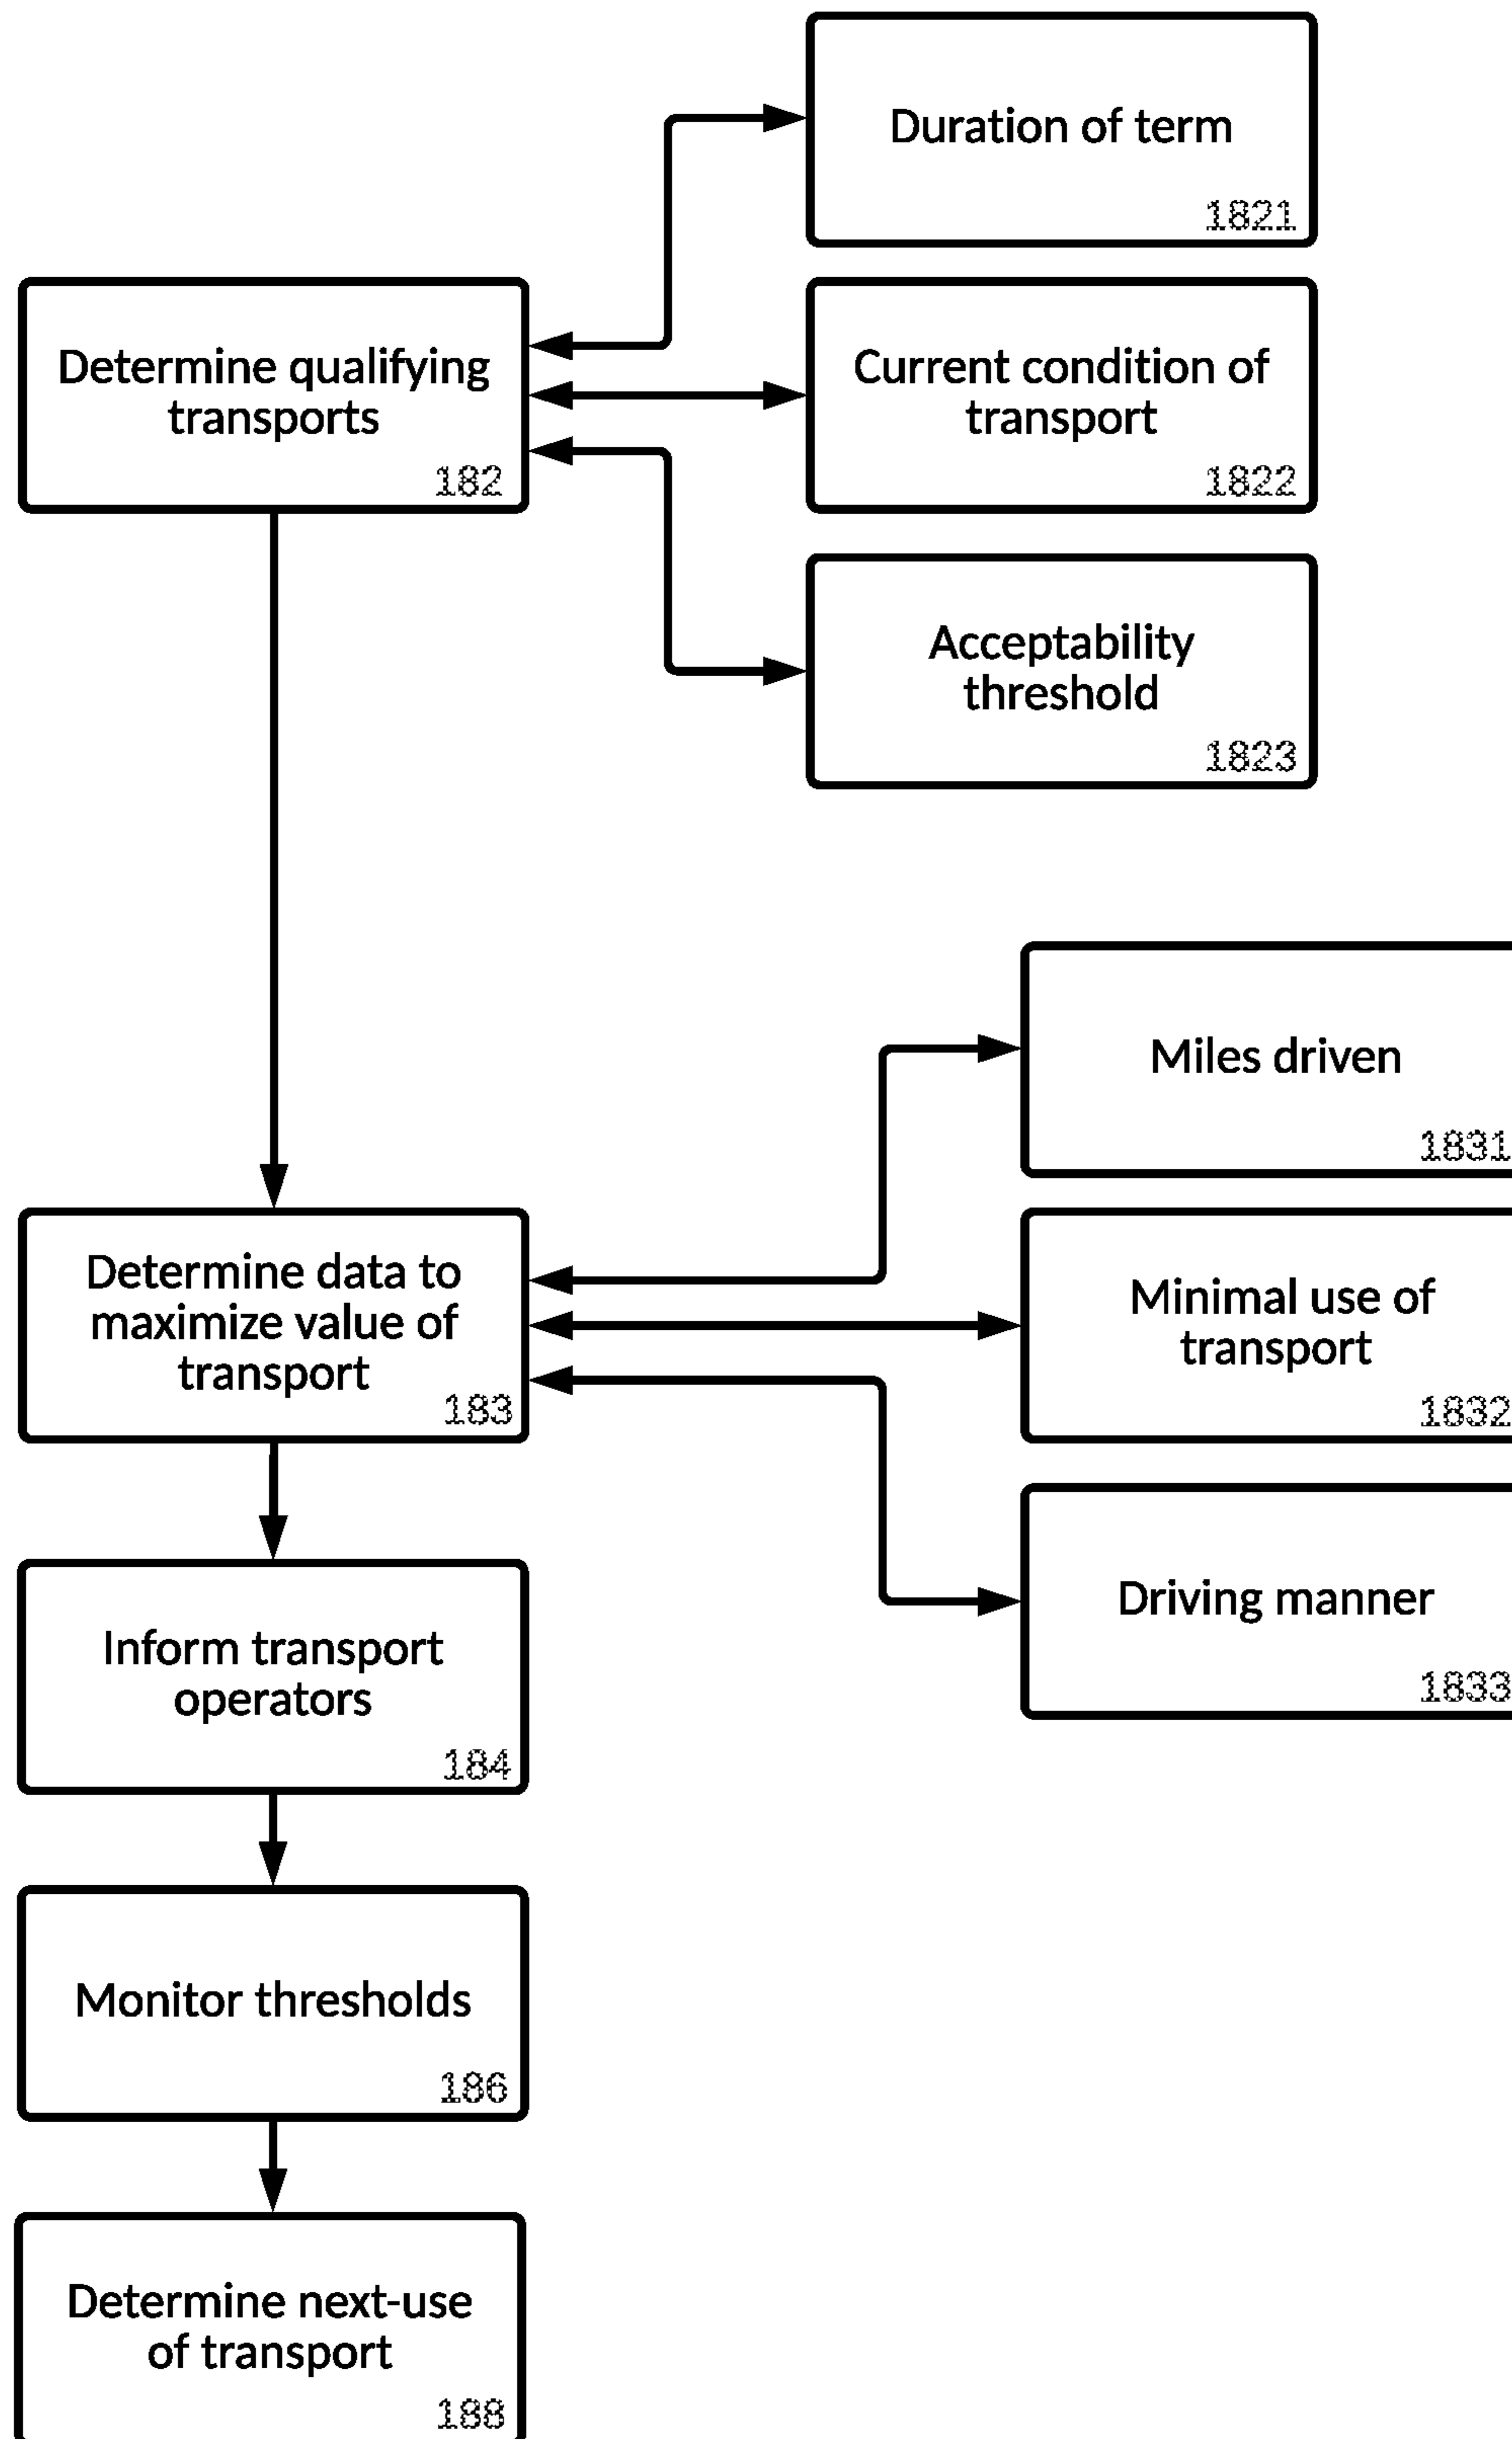 Duration of term
1821
Determine qualifying
transports
182
Current condition of
transport
1822
Acceptability
threshold
1823
Miles driven
1831
Determine data to
maximize value of
transport
183
Minimal use of
transport
1832
Driving manner
1833
Inform transport
operators
184
Monitor thresholds
186
Determine next-use
of transport
188